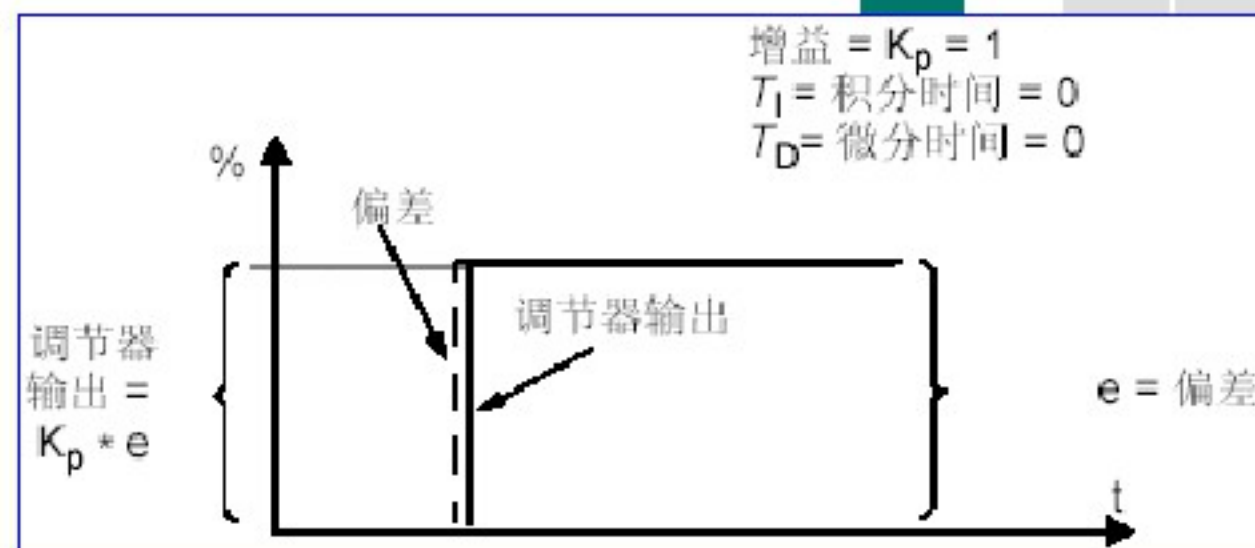 增益 = Kp = 1
TI = 积分时间 = 0
TD= 微分时间 = 0
%
偏差
调节器输出
调节器
输出 =
Kp * e
e = 偏差
t